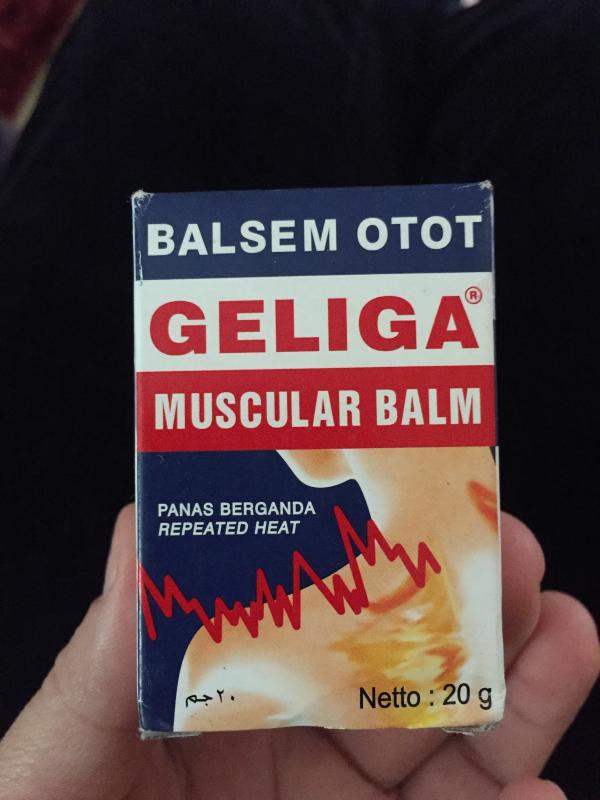 BALSEM OTOT
GELIGA®
MUSCULAR BALM
PANAS BERGANDA
REPEATED HEAT
٢٠ جم
Netto : 20 g